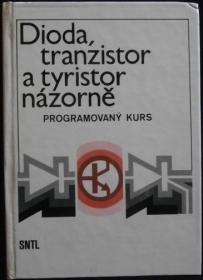 Dioda,
tranzistor
a tyristor
názorně
PROGRAMOVANÝ KURS
SNTL